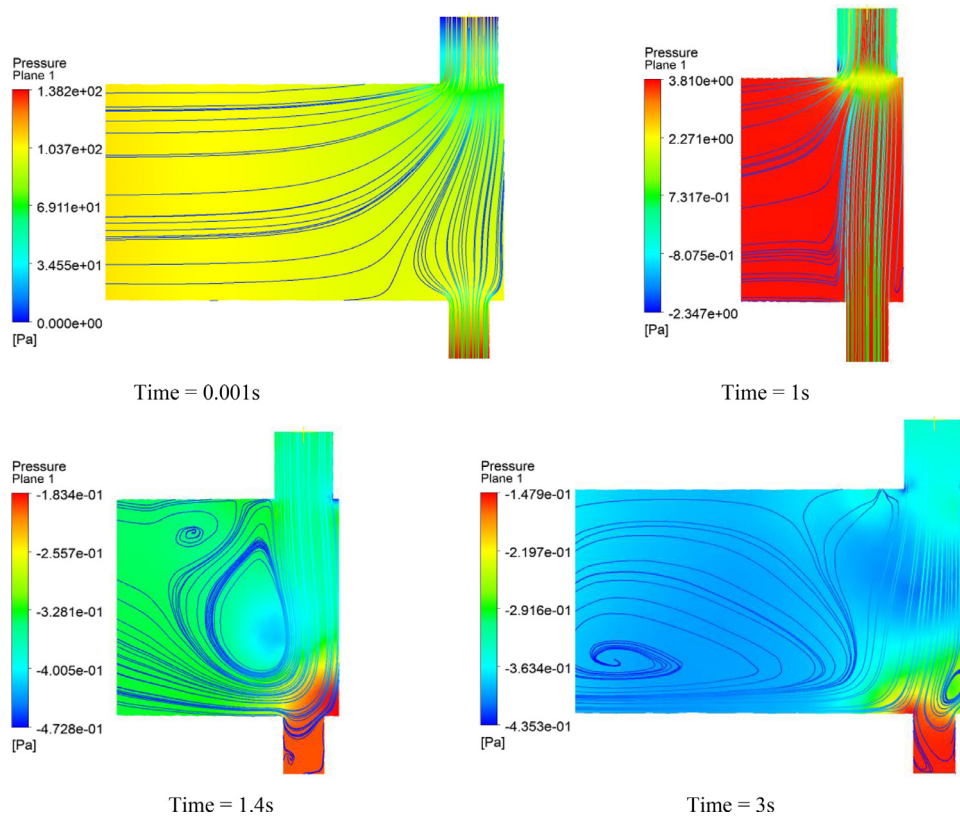 Pressure
Plane 1
1.382e+02
1.037e+02
6.911e+01
3.455e+01
0.000e+00
[Pa]
Time = 0.001s
Pressure
Plane 1
3.810e+00
2.271e+00
7.317e-01
-8.075e-01
-2.347e+00
[Pa]
Time = 1s
Pressure
Plane 1
-1.834e-01
-2.557e-01
-3.281e-01
-4.005e-01
-4.728e-01
[Pa]
Time = 1.4s
Pressure
Plane 1
-1.479e-01
-2.197e-01
-2.916e-01
-3.634e-01
-4.353e-01
[Pa]
Time = 3s